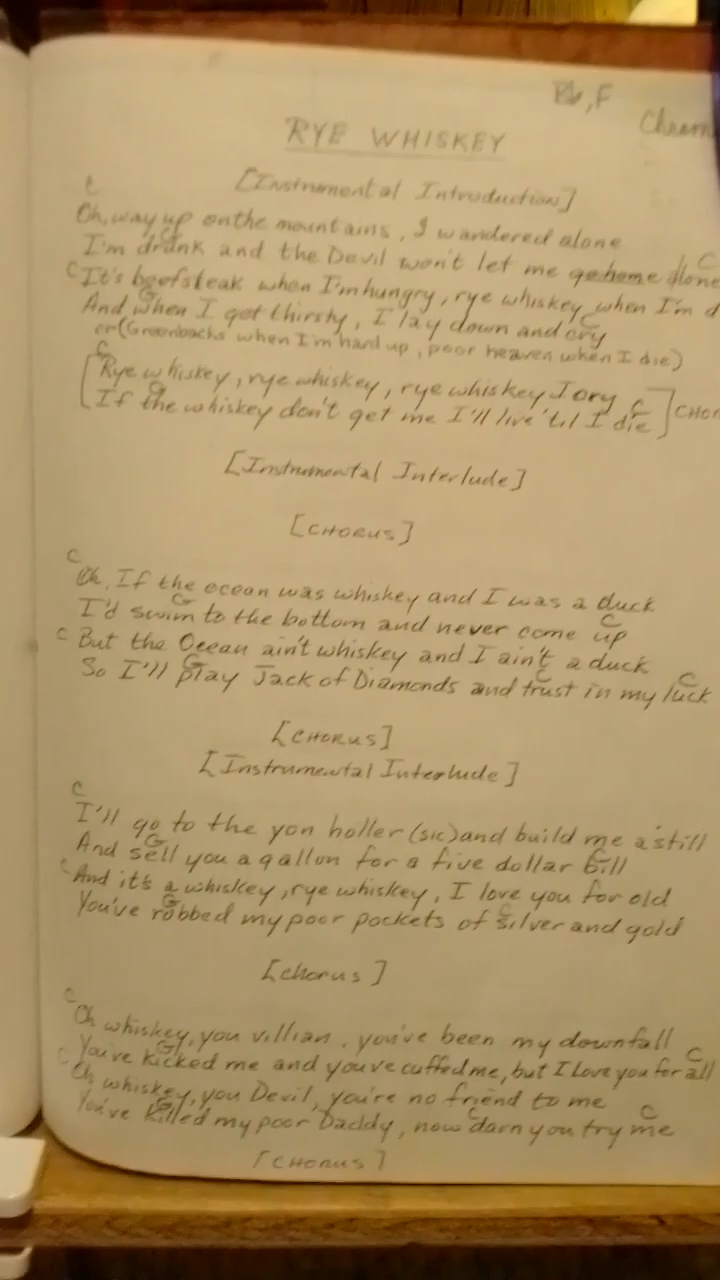 Bb, F
Chrom
RYE WHISKEY
[Instrumental Introduction]
C
Oh, way up on the mountains, I wandered alone
G C
I'm drunk and the Devil won't let me go home alone
C It's beefsteak when I'm hungry, rye whiskey when I'm d
G C
And when I get thirsty, I lay down and cry
or (Greenbacks when I'm hard up, poor heaven when I die)
C
[Rye whiskey, rye whiskey, rye whiskey I cry
G C
If the whiskey don't get me I'll live 'til I die] CHOR
[Instrumental Interlude]
[CHORUS]
C
Oh, If the ocean was whiskey and I was a duck
G C
I'd swim to the bottom and never come up
C But the Ocean ain't whiskey and I ain't a duck
G C C
So I'll play Jack of Diamonds and trust in my luck
[CHORUS]
[Instrumental Interlude]
C
I'll go to the yon holler (sic) and build me a still
G C
And sell you a gallon for a five dollar bill
C And it's a whiskey, rye whiskey, I love you for old
G C
You've robbed my poor pockets of silver and gold
[chorus]
C
Oh whiskey, you villian, you've been my downfall
G C
You've kicked me and you've cuffed me, but I love you for all
C Oh whiskey, you Devil, you're no friend to me
G C C
You've killed my poor Daddy, now darn you try me
[CHORUS]